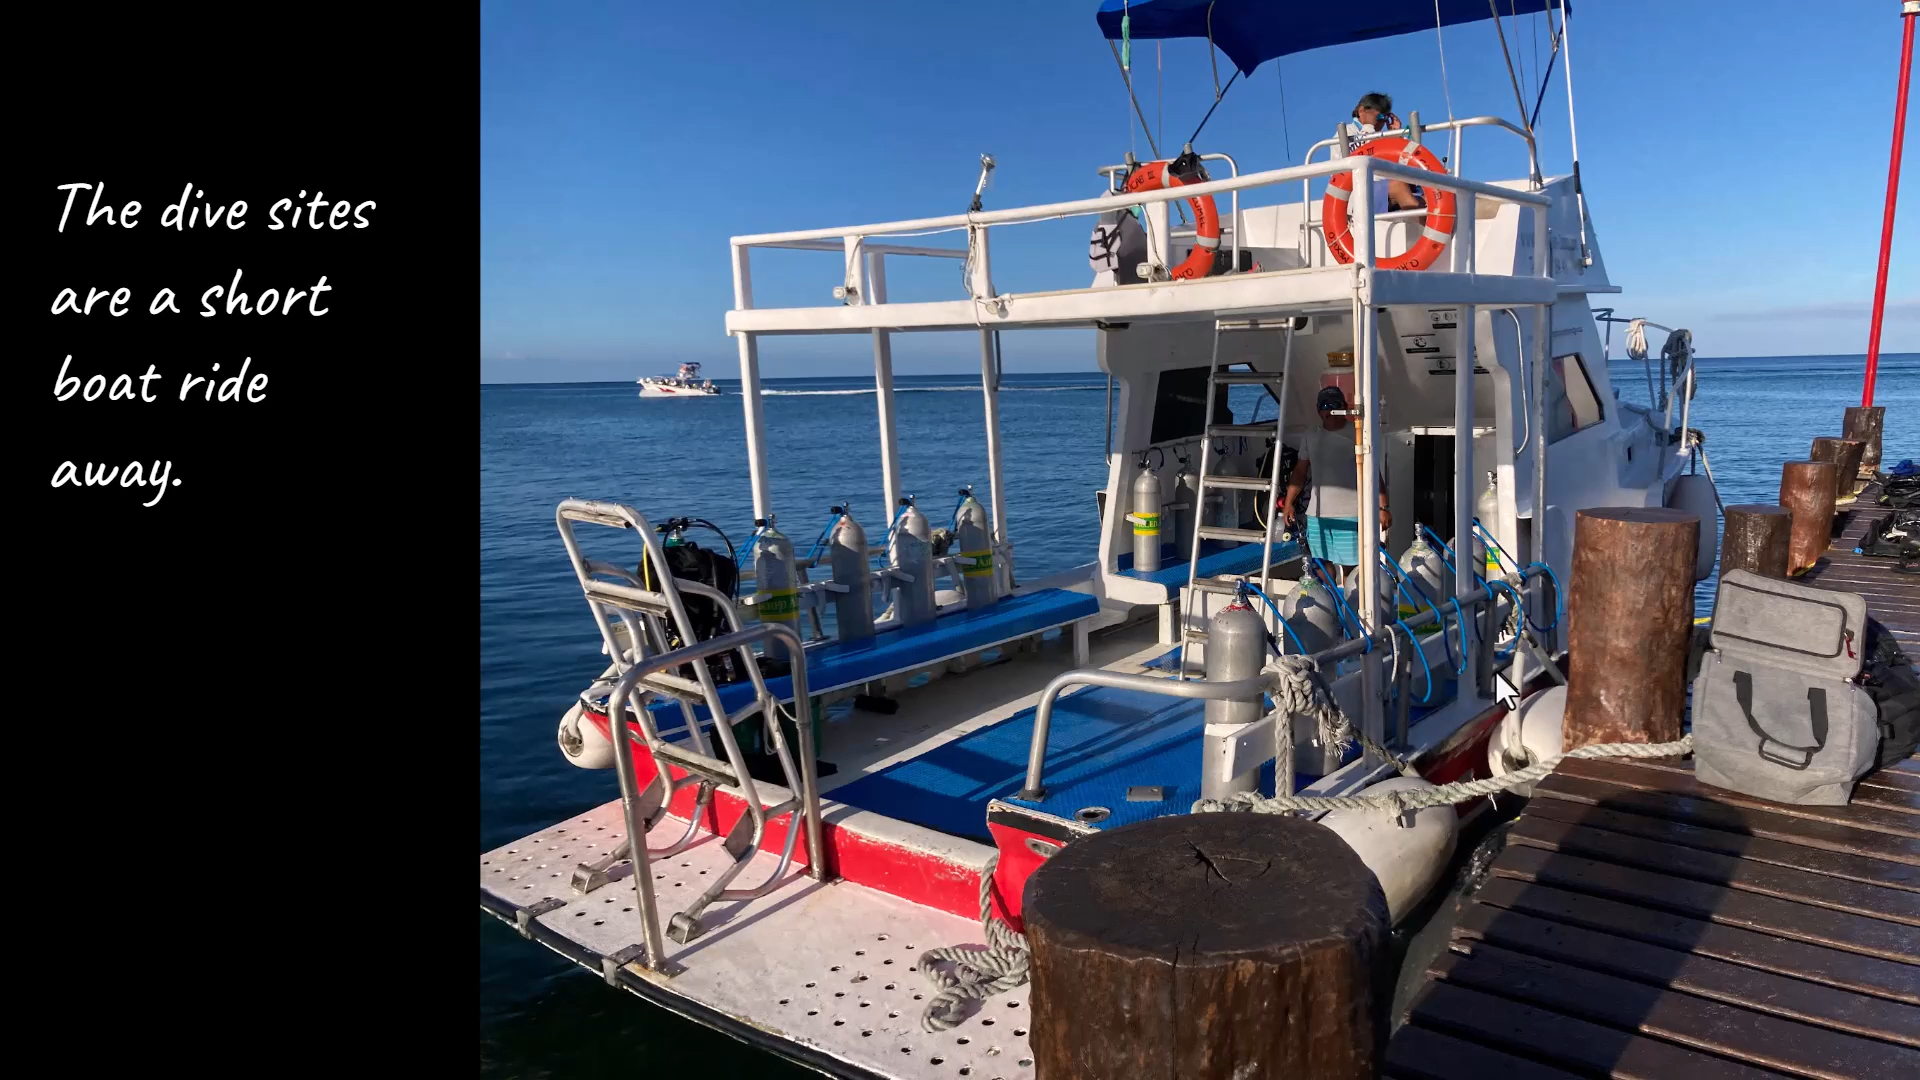 The dive sites
are a short
boat ride
away.